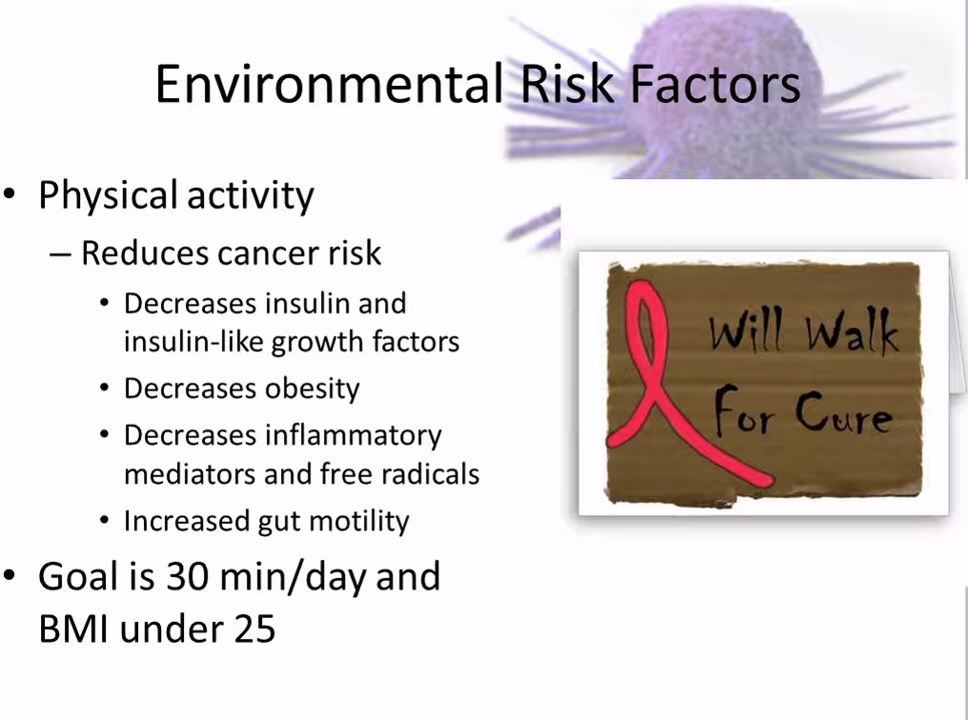 Environmental Risk Factors
• Physical activity
– Reduces cancer risk
• Decreases insulin and
insulin-like growth factors
• Decreases obesity
• Decreases inflammatory
mediators and free radicals
• Increased gut motility
• Goal is 30 min/day and
BMI under 25
Will Walk
For Cure